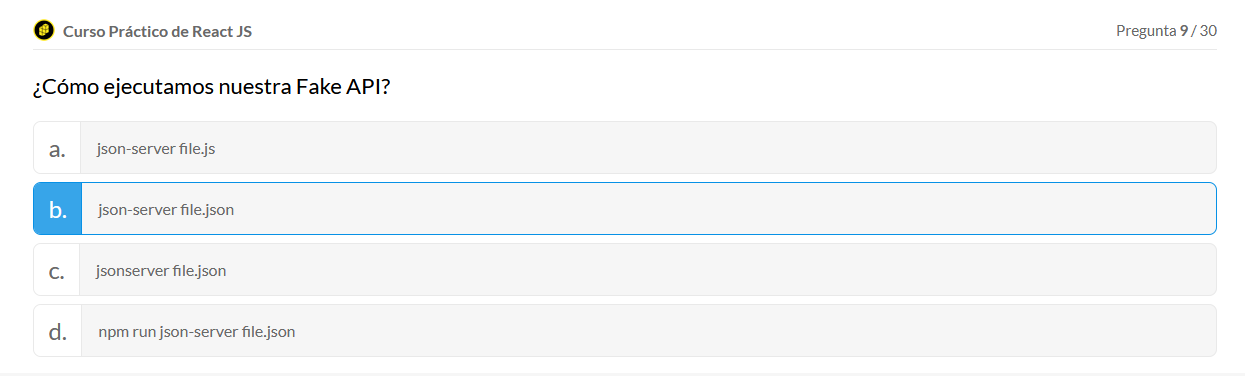 Curso Práctico de React JS
Pregunta 9 / 30
¿Cómo ejecutamos nuestra Fake API?
a. json-server file.js
b. json-server file.json
c. jsonserver file.json
d. npm run json-server file.json